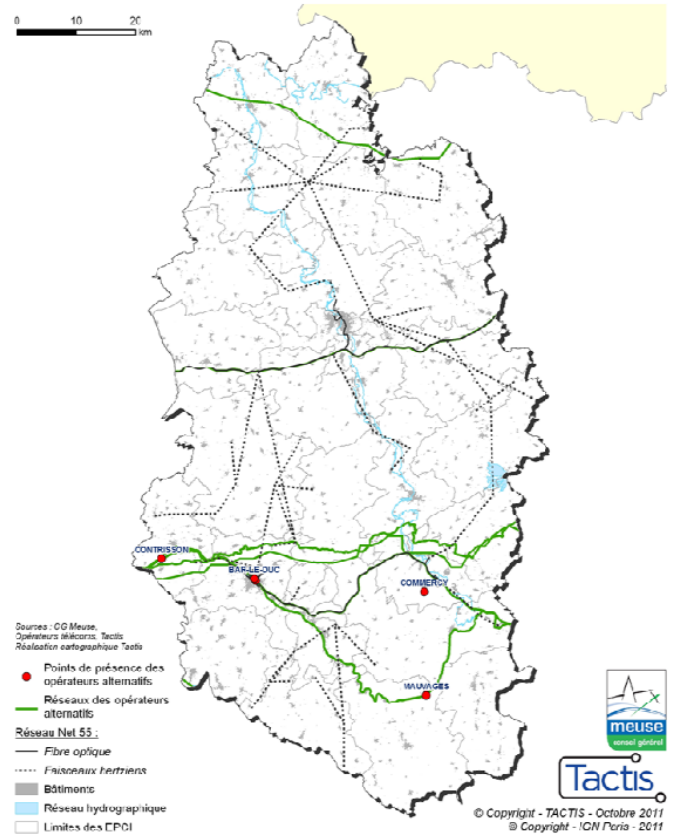 0 10 20
km
CONTRISSON
BAR-LE-DUC
COMMERCY
MAUVAGES
Sources : CG Meuse,
Opérateurs télécoms, Tactis
Réalisation cartographique Tactis
Points de présence des
opérateurs alternatifs
Réseaux des opérateurs
alternatifs
Réseau Net 55 :
Fibre optique
Faisceaux hertziens
Bâtiments
Réseau hydrographique
Limites des EPCI
meuse
conseil général
Tactis
© Copyright - TACTIS - Octobre 2011
© Copyright - IGN Paris - 2011